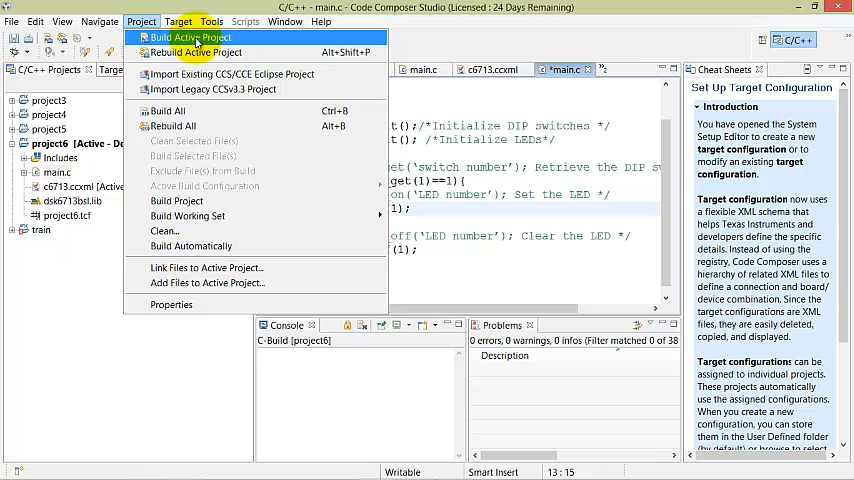 C/C++ - main.c - Code Composer Studio (Licensed : 24 Days Remaining)
File Edit View Navigate Project Target Tools Scripts Window Help
C/C++
C/C++ Projects Target
Build Active Project
Rebuild Active Project Alt+Shift+P
Import Existing CCS/CCE Eclipse Project
Import Legacy CCSv3.3 Project
Build All Ctrl+B
Rebuild All Alt+B
Clean Selected File(s)
Build Selected File(s)
Exclude File(s) from Build
Active Build Configuration
Build Project
Build Working Set
Clean...
Build Automatically
Link Files to Active Project...
Add Files to Active Project...
Properties
project3
project4
project5
project6 [Active - De
Includes
main.c
c6713.ccxml [Active
dsk6713bsl.lib
project6.tcf
train
main.c c6713.ccxml *main.c »2
t();/*Initialize DIP switches */
t(); /*Initialize LEDs*/
get('switch number'); Retrieve the DIP sw
get(1)==1){
on('LED number'); Set the LED */
1);
off('LED number'); Clear the LED */
f(1);
Console
C-Build [project6]
Problems
0 errors, 0 warnings, 0 infos (Filter matched 0 of 38
Description
Cheat Sheets
Set Up Target Configuration
Introduction
You have opened the System
Setup Editor to create a new
target configuration or to
modify an existing target
configuration.
Target configuration now
uses a flexible XML schema
that helps Texas Instruments and
developers define the specific
details. Instead of using the
registry, Code Composer uses
a hierarchy of related XML files to
define a connection and board/
device combination. Since the
target configurations are XML
files, they are easily deleted,
copied, and displayed.
Target configurations can be
assigned to individual projects.
These projects automatically
use the assigned configurations.
When you create a new
configuration, you can store
them in the User Defined folder
(by default) or browse to select
Writable Smart Insert 13 : 15